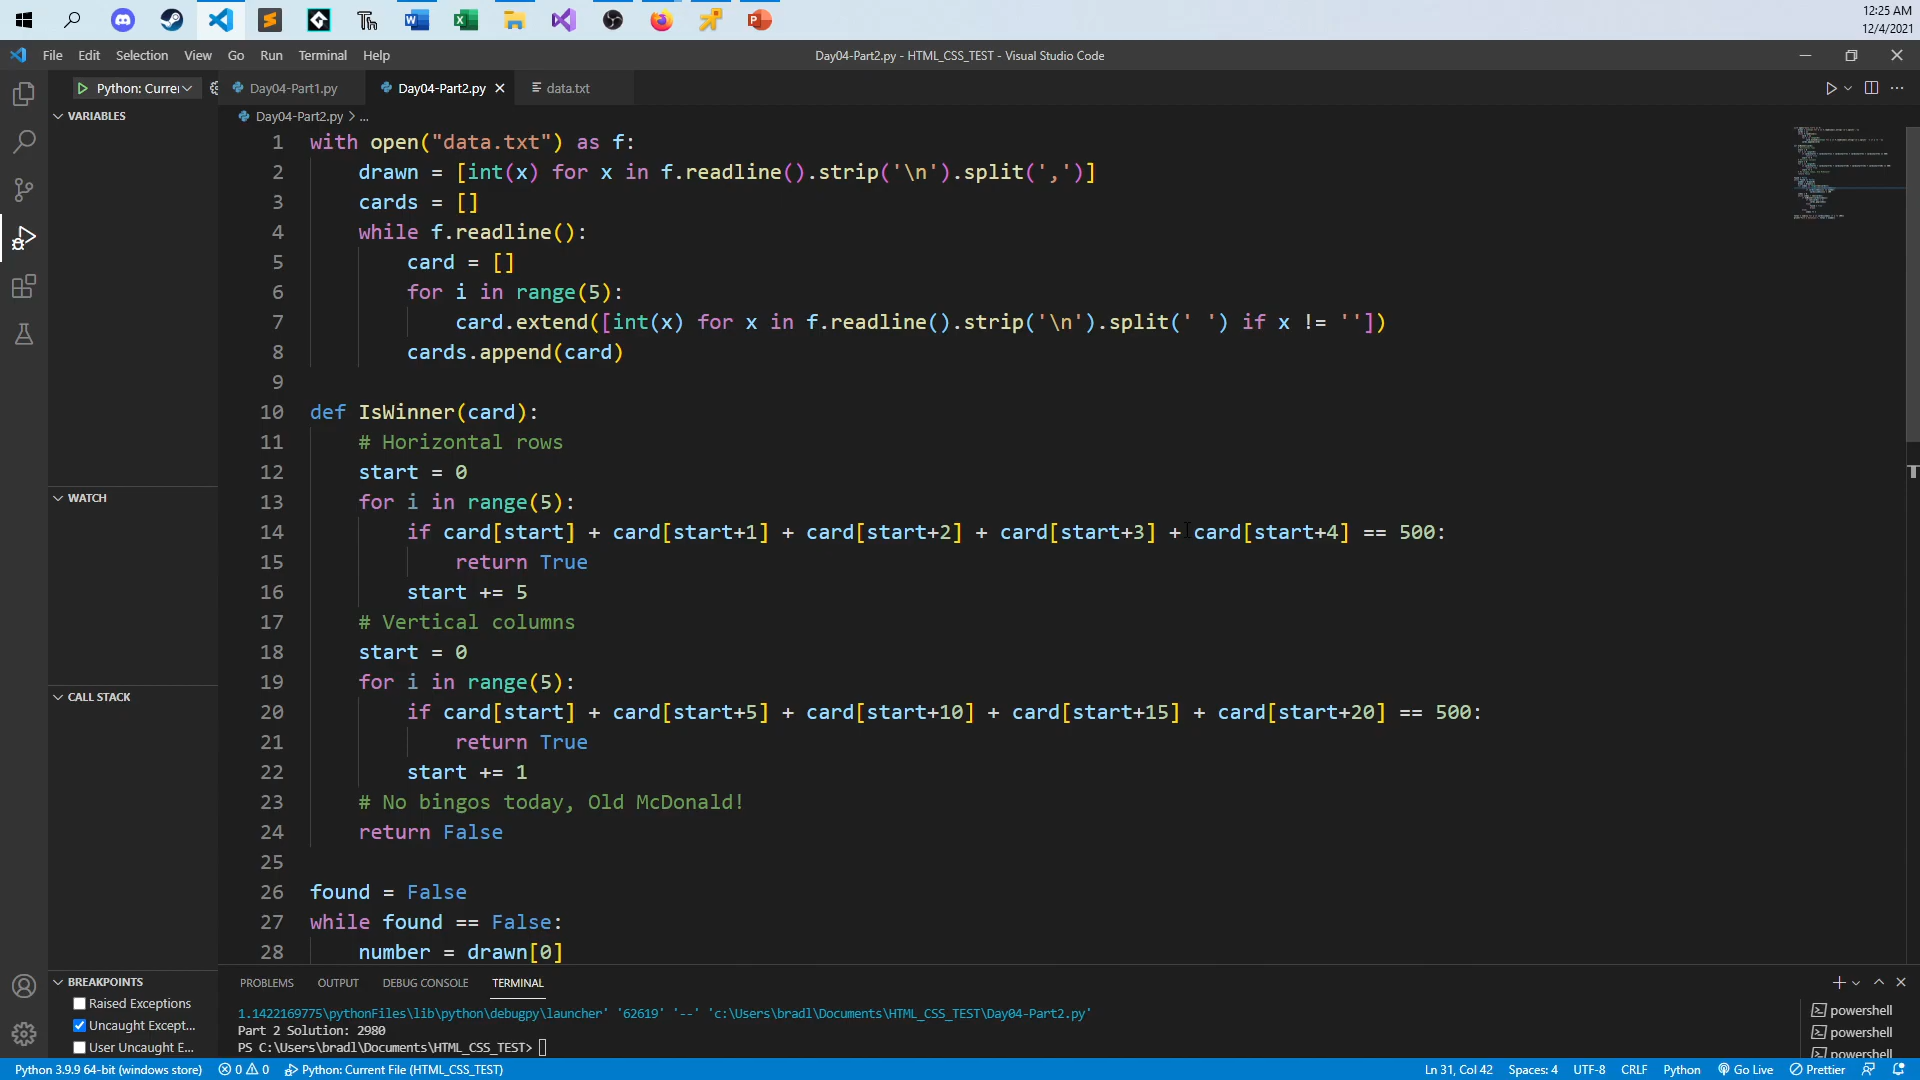 12:25 AM
12/4/2021
File Edit Selection View Go Run Terminal Help
Day04-Part2.py - HTML_CSS_TEST - Visual Studio Code
Python: Currer
Day04-Part1.py
Day04-Part2.py
data.txt
VARIABLES
Day04-Part2.py > ...
1 with open("data.txt") as f:
2     drawn = [int(x) for x in f.readline().strip('\n').split(',')]
3     cards = []
4     while f.readline():
5         card = []
6         for i in range(5):
7             card.extend([int(x) for x in f.readline().strip('\n').split(' ') if x != ''])
8         cards.append(card)
9
10 def IsWinner(card):
11     # Horizontal rows
12     start = 0
13     for i in range(5):
14         if card[start] + card[start+1] + card[start+2] + card[start+3] + card[start+4] == 500:
15             return True
16         start += 5
17     # Vertical columns
18     start = 0
19     for i in range(5):
20         if card[start] + card[start+5] + card[start+10] + card[start+15] + card[start+20] == 500:
21             return True
22         start += 1
23     # No bingos today, Old McDonald!
24     return False
25
26 found = False
27 while found == False:
28     number = drawn[0]
WATCH
CALL STACK
BREAKPOINTS
Raised Exceptions
Uncaught Except...
User Uncaught E...
PROBLEMS OUTPUT DEBUG CONSOLE TERMINAL
1.1422169775\pythonFiles\lib\python\debugpy\launcher' '62619' '--' 'c:\Users\bradl\Documents\HTML_CSS_TEST\Day04-Part2.py'
Part 2 Solution: 2980
PS C:\Users\bradl\Documents\HTML_CSS_TEST>
powershell
powershell
powershell
Python 3.9.9 64-bit (windows store) 0 0 Python: Current File (HTML_CSS_TEST)
Ln 31, Col 42 Spaces: 4 UTF-8 CRLF Python Go Live Prettier